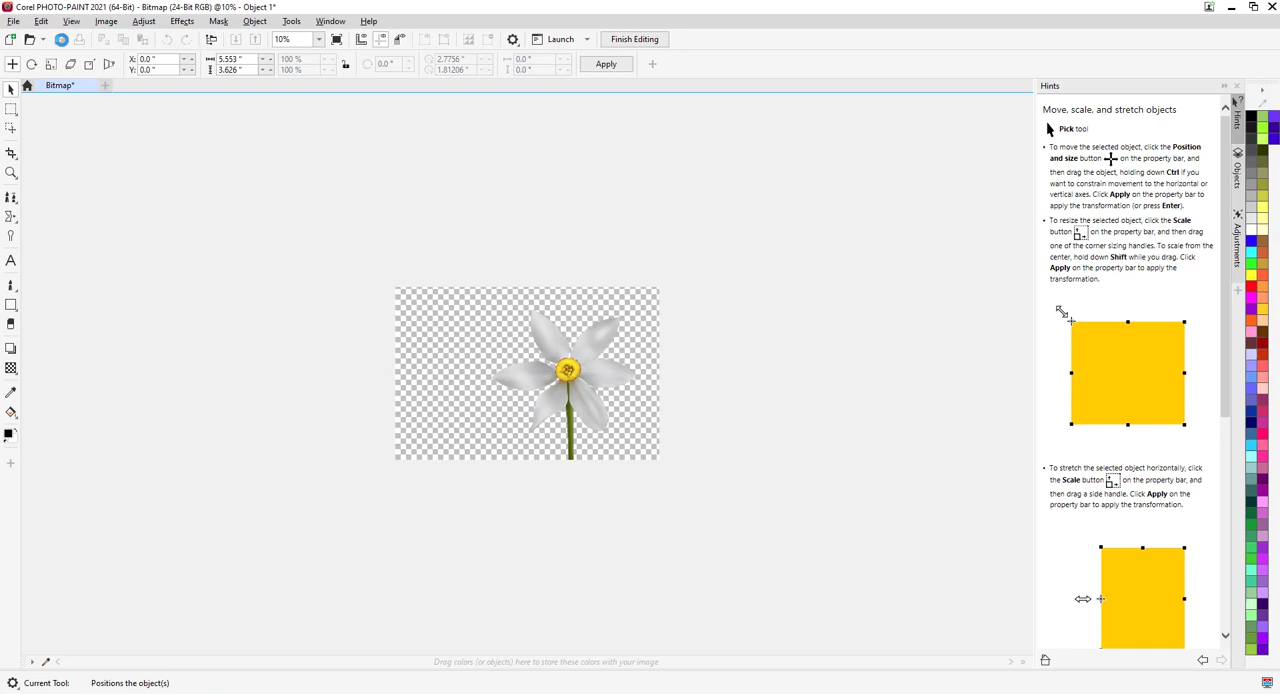 Corel PHOTO-PAINT 2021 (64-Bit) - Bitmap (24-Bit RGB) @10% - Object 1*
File Edit View Image Adjust Effects Mask Object Tools Window Help
10% Launch Finish Editing
X: 0.0 " 5.553 " 100 % 0.0 ° 2.7756 " 0.0 " Apply
Y: 0.0 " 3.626 " 100 % 1.81206 " 0.0 "
Bitmap*
Hints
Move, scale, and stretch objects
Pick tool
• To move the selected object, click the Position
and size button on the property bar, and
then drag the object, holding down Ctrl if you
want to constrain movement to the horizontal or
vertical axes. Click Apply on the property bar to
apply the transformation (or press Enter).
• To resize the selected object, click the Scale
button on the property bar, and then drag
one of the corner sizing handles. To scale from the
center, hold down Shift while you drag. Click
Apply on the property bar to apply the
transformation.
• To stretch the selected object horizontally, click
the Scale button on the property bar, and
then drag a side handle. Click Apply on the
property bar to apply the transformation.
Hints
Objects
Adjustments
Drag colors (or objects) here to store these colors with your image
Current Tool: Positions the object(s)